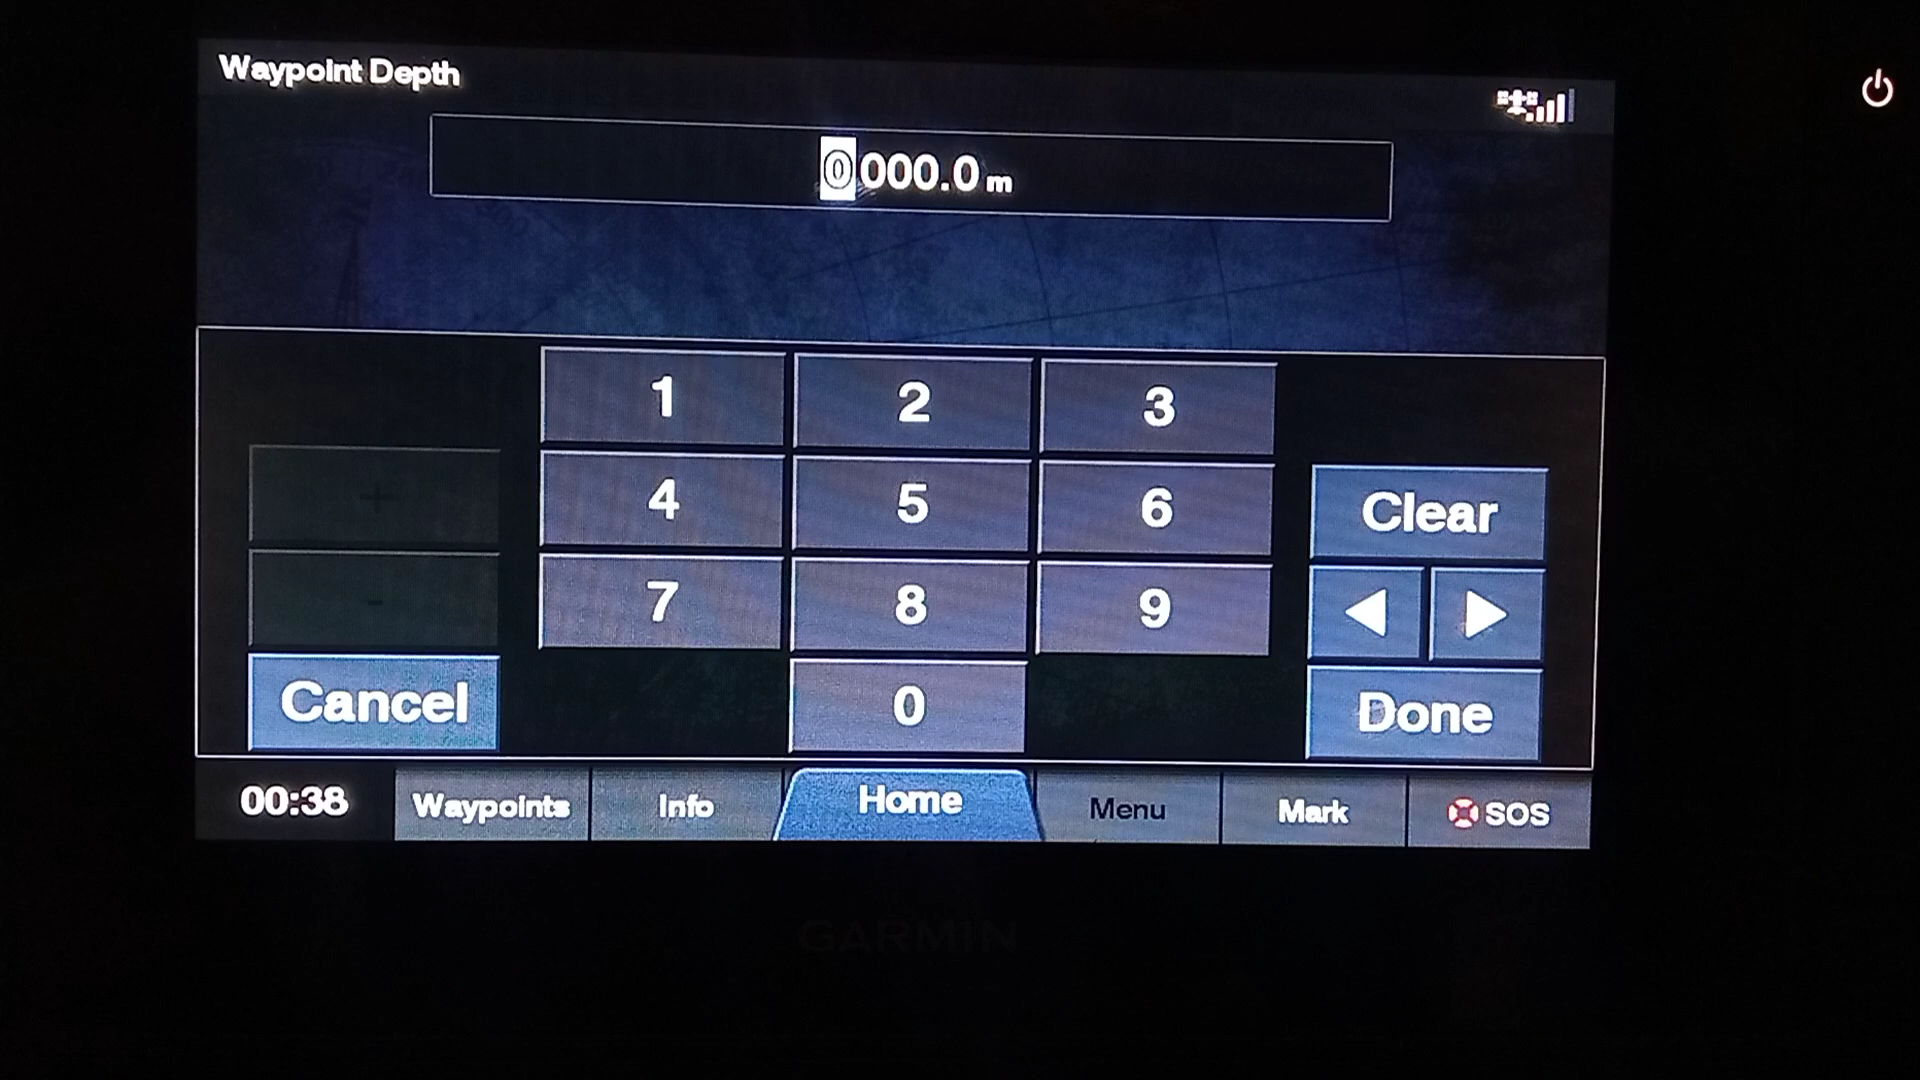 Waypoint Depth
0000.0 m
1 2 3
+ 4 5 6 Clear
- 7 8 9
Cancel 0 Done
00:38 Waypoints Info Home Menu Mark SOS
GARMIN